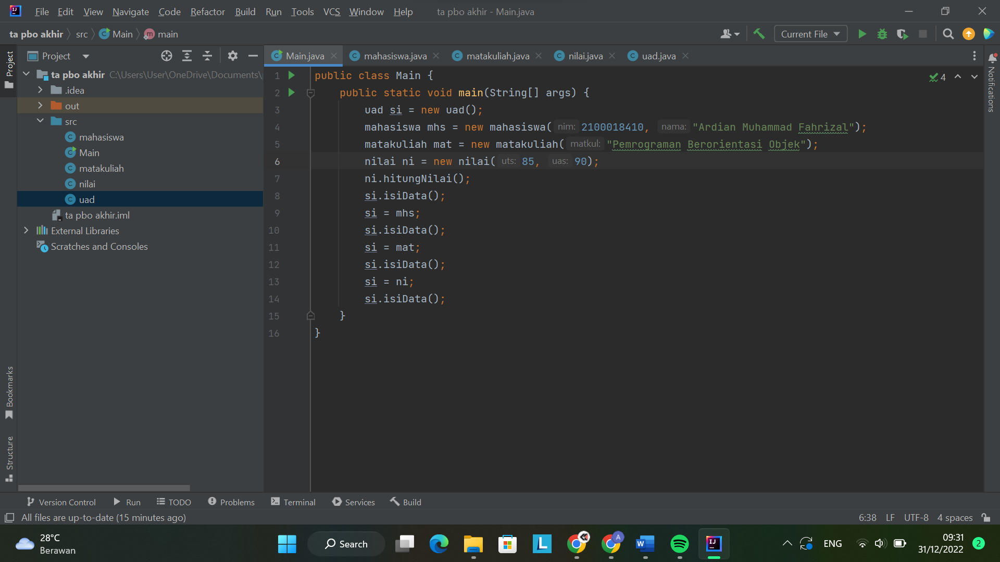 File Edit View Navigate Code Refactor Build Run Tools VCS Window Help ta pbo akhir - Main.java
ta pbo akhir src Main main Current File
Project
Project
Main.java mahasiswa.java matakuliah.java nilai.java uad.java
ta pbo akhir C:\Users\User\OneDrive\Documents\
.idea
out
src
mahasiswa
Main
matakuliah
nilai
uad
ta pbo akhir.iml
External Libraries
Scratches and Consoles
4
1 public class Main {
2 public static void main(String[] args) {
3 uad si = new uad();
4 mahasiswa mhs = new mahasiswa( nim: 2100018410, nama: "Ardian Muhammad Fahrizal");
5 matakuliah mat = new matakuliah( matkul: "Pemrograman Berorientasi Objek");
6 nilai ni = new nilai( uts: 85, uas: 90);
7 ni.hitungNilai();
8 si.isiData();
9 si = mhs;
10 si.isiData();
11 si = mat;
12 si.isiData();
13 si = ni;
14 si.isiData();
15 }
16 }
Notifications
Bookmarks
Structure
Version Control Run TODO Problems Terminal Services Build
All files are up-to-date (15 minutes ago) 6:38 LF UTF-8 4 spaces
28°C
Berawan
Search
ENG
09:31
31/12/2022
2